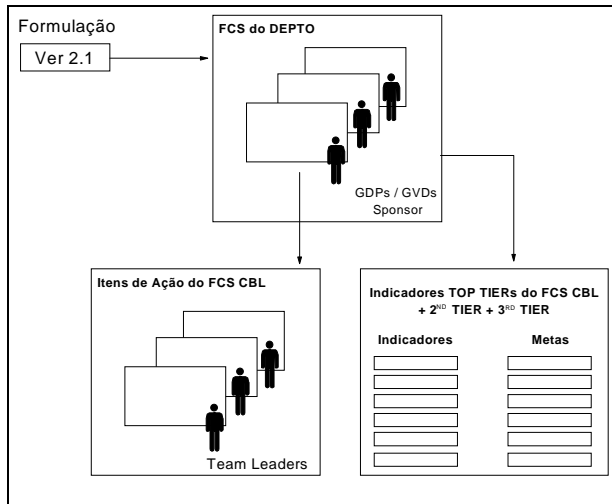 Formulação
Ver 2.1
FCS do DEPTO
GDPs / GVDs
Sponsor
Itens de Ação do FCS CBL
Team Leaders
Indicadores TOP TIERs do FCS CBL
+ 2ND TIER + 3RD TIER
Indicadores Metas